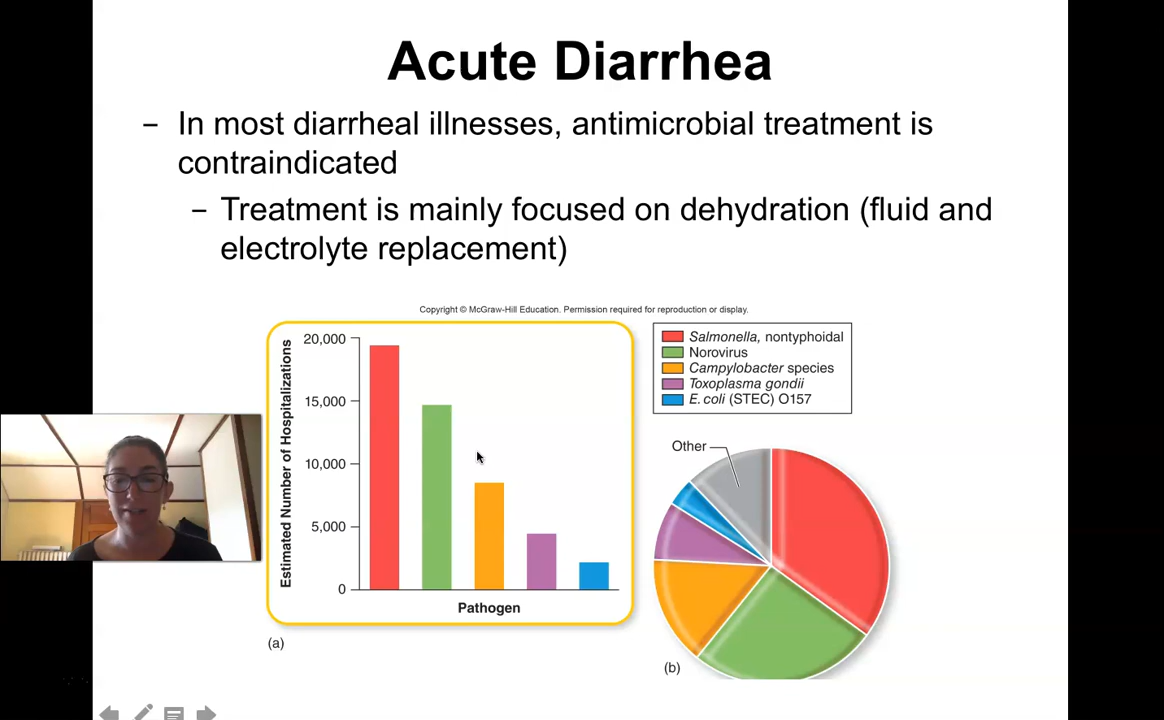 Acute Diarrhea
– In most diarrheal illnesses, antimicrobial treatment is
contraindicated
– Treatment is mainly focused on dehydration (fluid and
electrolyte replacement)
Copyright © McGraw-Hill Education. Permission required for reproduction or display.
Estimated Number of Hospitalizations
20,000
15,000
10,000
5,000
0
Pathogen
(a)
Salmonella, nontyphoidal
Norovirus
Campylobacter species
Toxoplasma gondii
E. coli (STEC) O157
Other
(b)